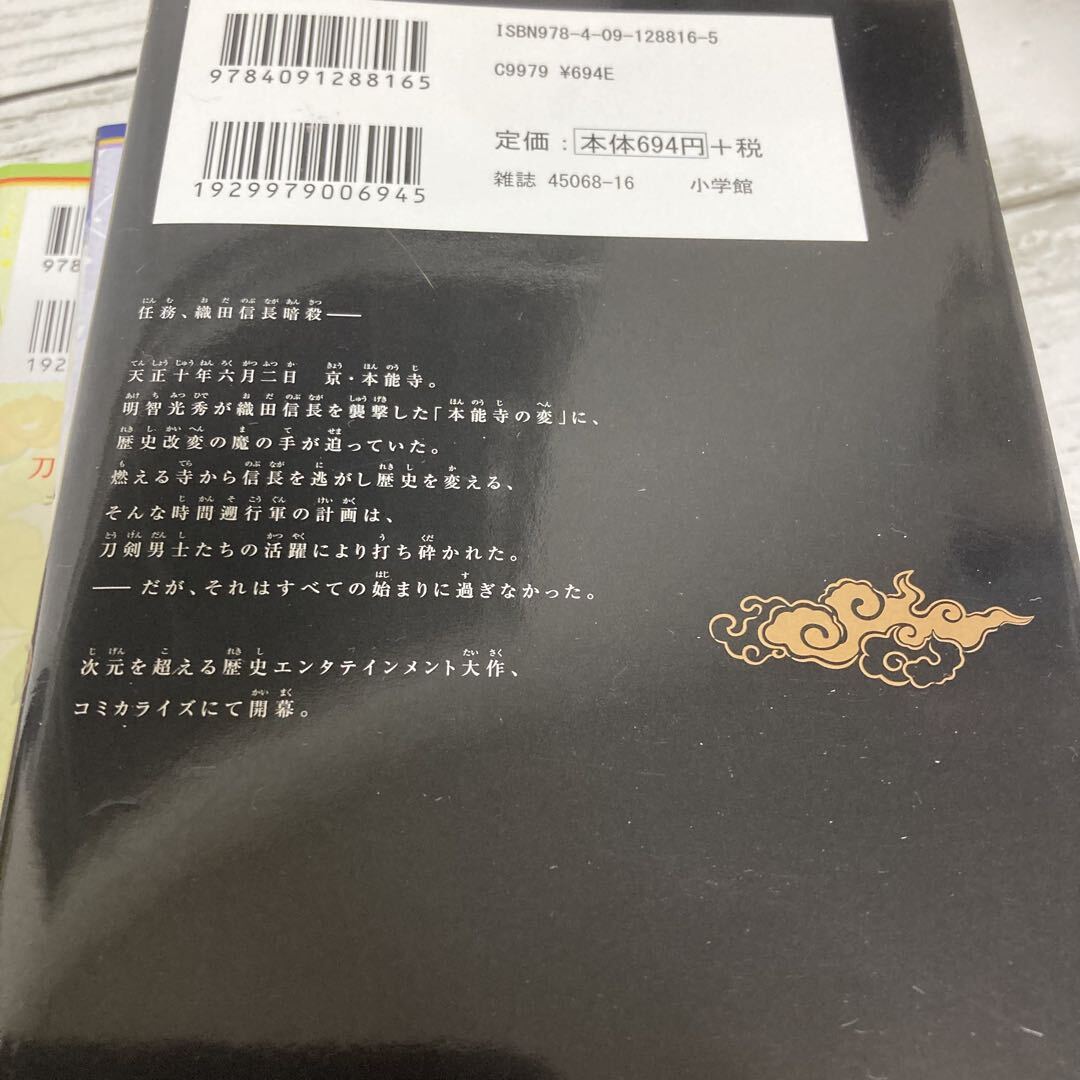 ISBN978-4-09-128816-5
9784091288165
C9979 ¥694E
定価：本体694円+税
1929979006945
雑誌 45068-16 小学館
978
192
刀
任務、織田信長暗殺——
天正十年六月二日 京・本能寺。
明智光秀が織田信長を襲撃した「本能寺の変」に、
歴史改変の魔の手が迫っていた。
燃える寺から信長を逃がし歴史を変える、
そんな時間遡行軍の計画は、
刀剣男士たちの活躍により打ち砕かれた。
——だが、それはすべての始まりに過ぎなかった。
次元を超える歴史エンタテインメント大作、
コミカライズにて開幕。